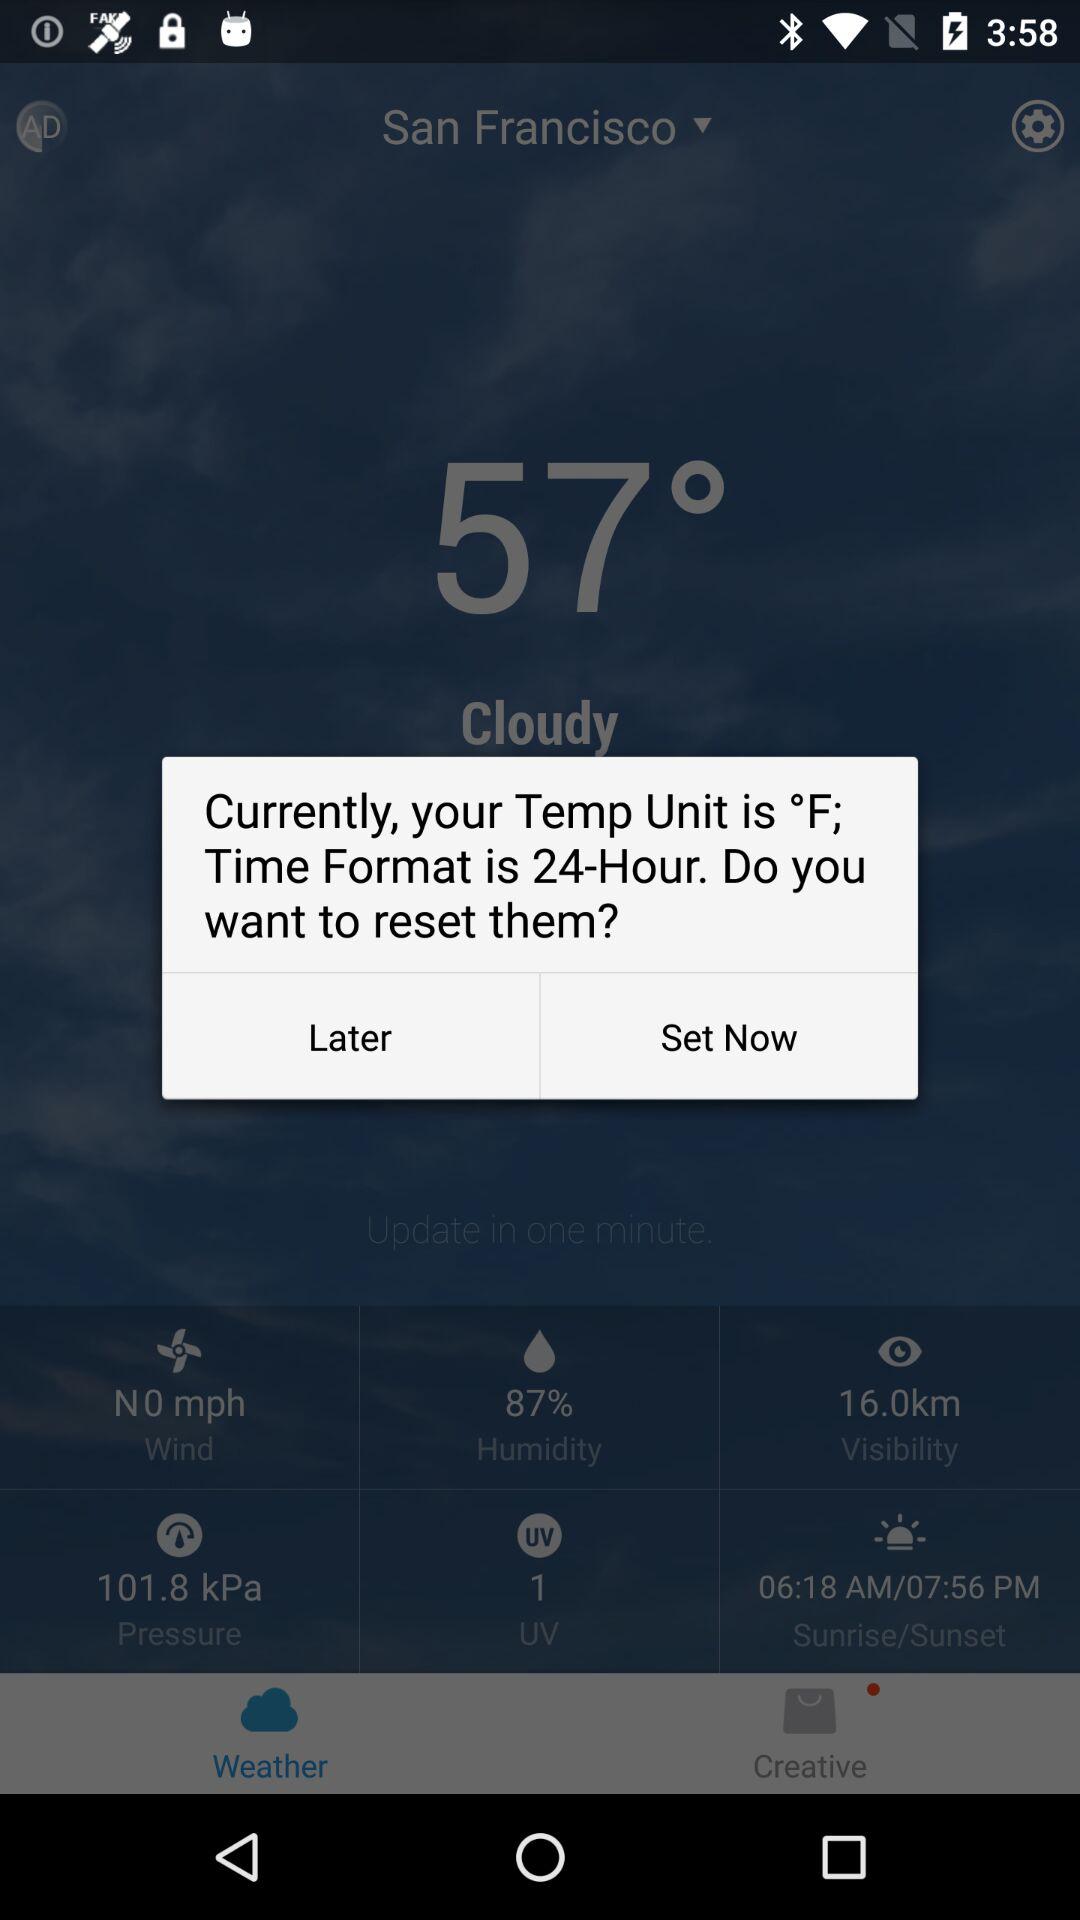 FAKE
3:58
AD
San Francisco
57°
Cloudy
Currently, your Temp Unit is °F;
Time Format is 24-Hour. Do you
want to reset them?
Later
Set Now
Update in one minute.
N0 mph
87%
16.0km
Wind
Humidity
Visibility
UV
101.8 kPa
1
06:18 AM/07:56 PM
Pressure
UV
Sunrise/Sunset
Weather
Creative